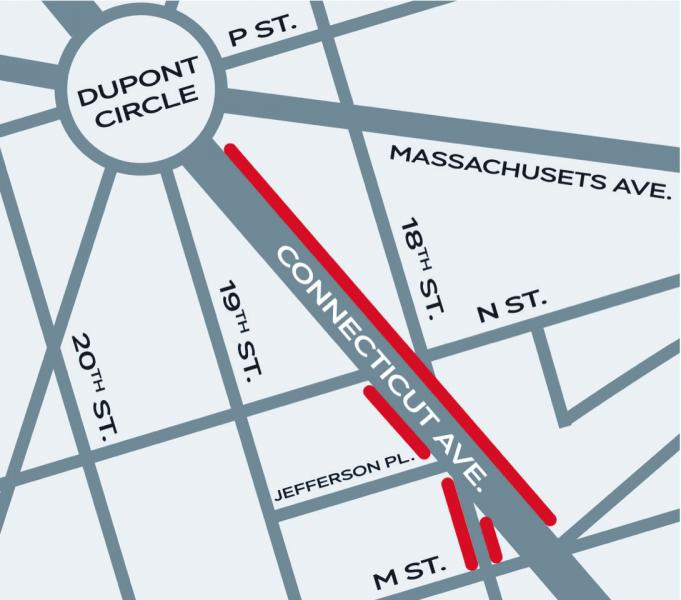 P ST.
DUPONT
CIRCLE
MASSACHUSETS AVE.
18TH ST.
CONNECTICUT AVE.
N ST.
19TH ST.
20TH ST.
JEFFERSON PL.
M ST.